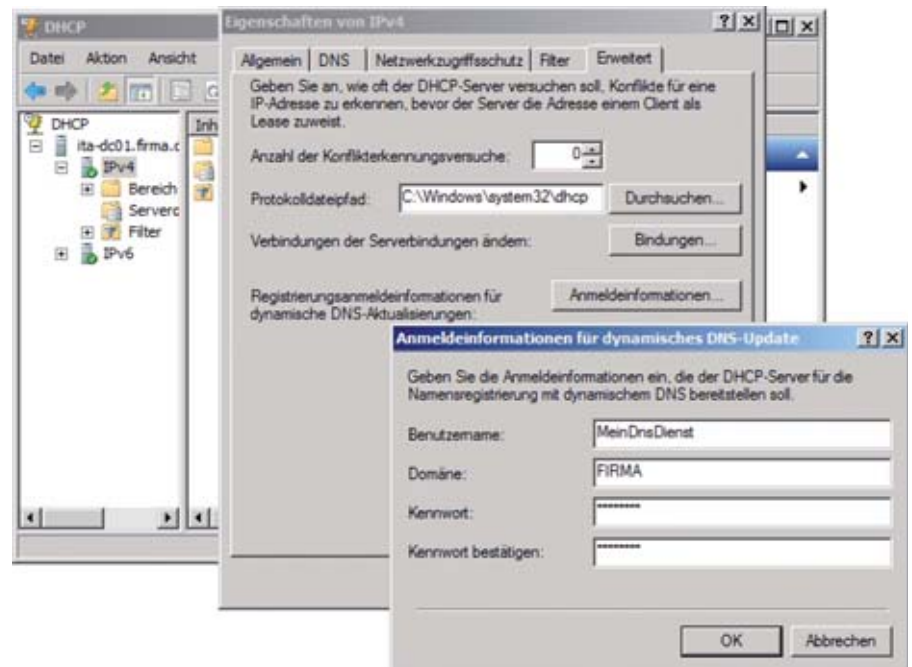 DHCP
Datei Aktion Ansicht
DHCP
ita-dc01.firma.c
IPv4
Bereich
Serverc
Filter
IPv6
Inh
Eigenschaften von IPv4
Allgemein DNS Netzwerkzugriffsschutz Filter Erweitert
Geben Sie an, wie oft der DHCP-Server versuchen soll, Konflikte für eine
IP-Adresse zu erkennen, bevor der Server die Adresse einem Client als
Lease zuweist.
Anzahl der Konflikterkennungsversuche: 0
Protokolldateipfad: C:\Windows\system32\dhcp Durchsuchen...
Verbindungen der Serverbindungen ändern: Bindungen...
Registrierungsanmeldeinformationen für
dynamische DNS-Aktualisierungen:
Anmeldeinformationen...
Anmeldeinformationen für dynamisches DNS-Update
Geben Sie die Anmeldeinformationen ein, die der DHCP-Server für die
Namensregistrierung mit dynamischem DNS bereitstellen soll.
Benutzername: MeinDnsDienst
Domäne: FIRMA
Kennwort: ••••••••
Kennwort bestätigen: ••••••••
OK Abbrechen